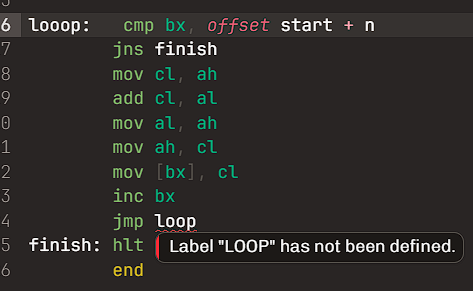 6 looop: cmp bx, offset start + n
7 jns finish
8 mov cl, ah
9 add cl, al
0 mov al, ah
1 mov ah, cl
2 mov [bx], cl
3 inc bx
4 jmp loop
5 finish: hlt
Label "LOOP" has not been defined.
6 end